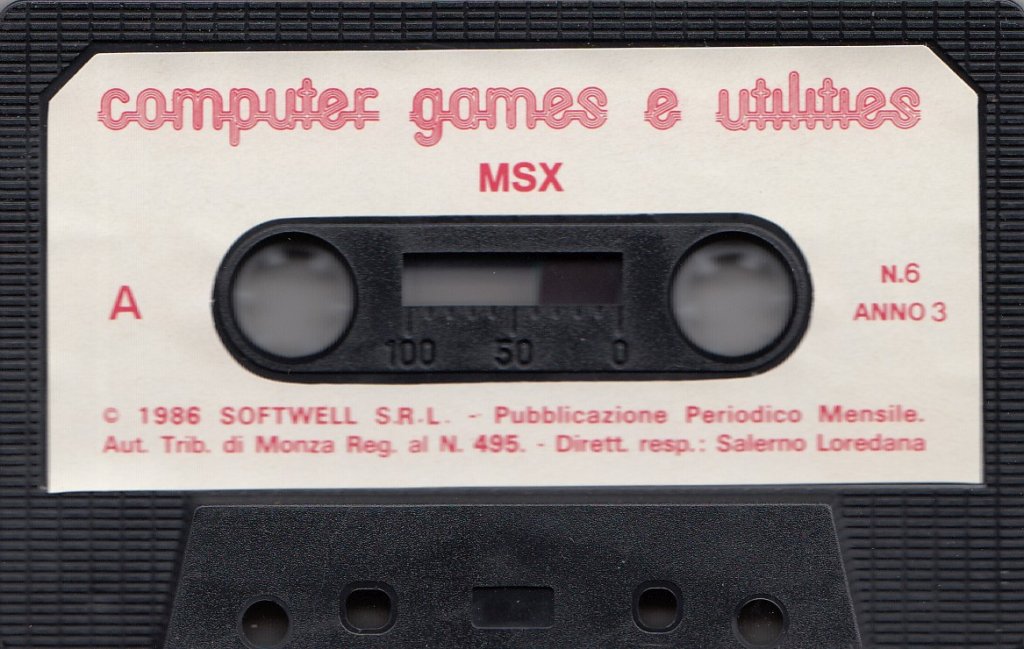 computer games e utilities
MSX
A
N.6
ANNO 3
100 50 0
© 1986 SOFTWELL S.R.L. - Pubblicazione Periodico Mensile.
Aut. Trib. di Monza Reg. al N. 495. - Dirett. resp.: Salerno Loredana